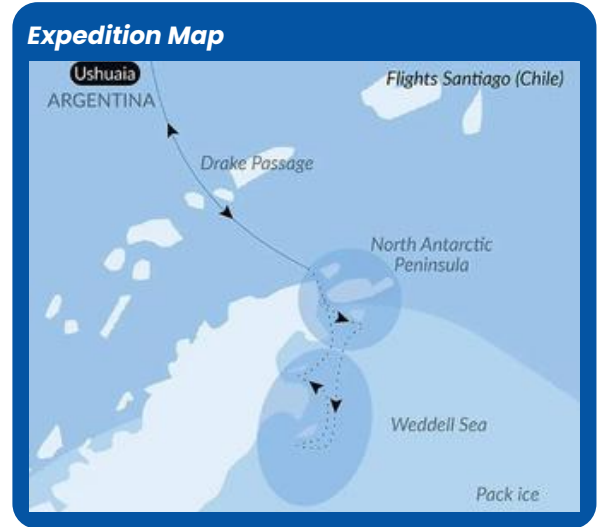 Expedition Map
Ushuaia
ARGENTINA
Flights Santiago (Chile)
Drake Passage
North Antarctic
Peninsula
Weddell Sea
Pack ice